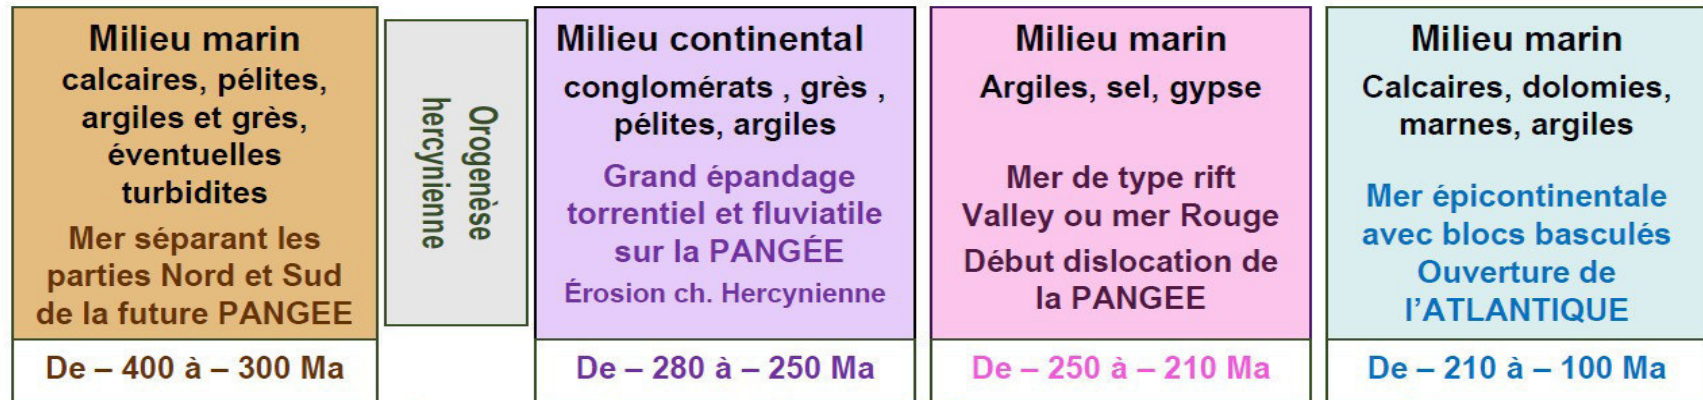 Milieu marin
calcaires, pélites,
argiles et grès,
éventuelles
turbidites
Mer séparant les
parties Nord et Sud
de la future PANGEE
De – 400 à – 300 Ma
Orogenèse
hercynienne
Milieu continental
conglomérats , grès ,
pélites, argiles
Grand épandage
torrentiel et fluviatile
sur la PANGÉE
Érosion ch. Hercynienne
De – 280 à – 250 Ma
Milieu marin
Argiles, sel, gypse
Mer de type rift
Valley ou mer Rouge
Début dislocation de
la PANGEE
De – 250 à – 210 Ma
Milieu marin
Calcaires, dolomies,
marnes, argiles
Mer épicontinentale
avec blocs basculés
Ouverture de
l’ATLANTIQUE
De – 210 à – 100 Ma